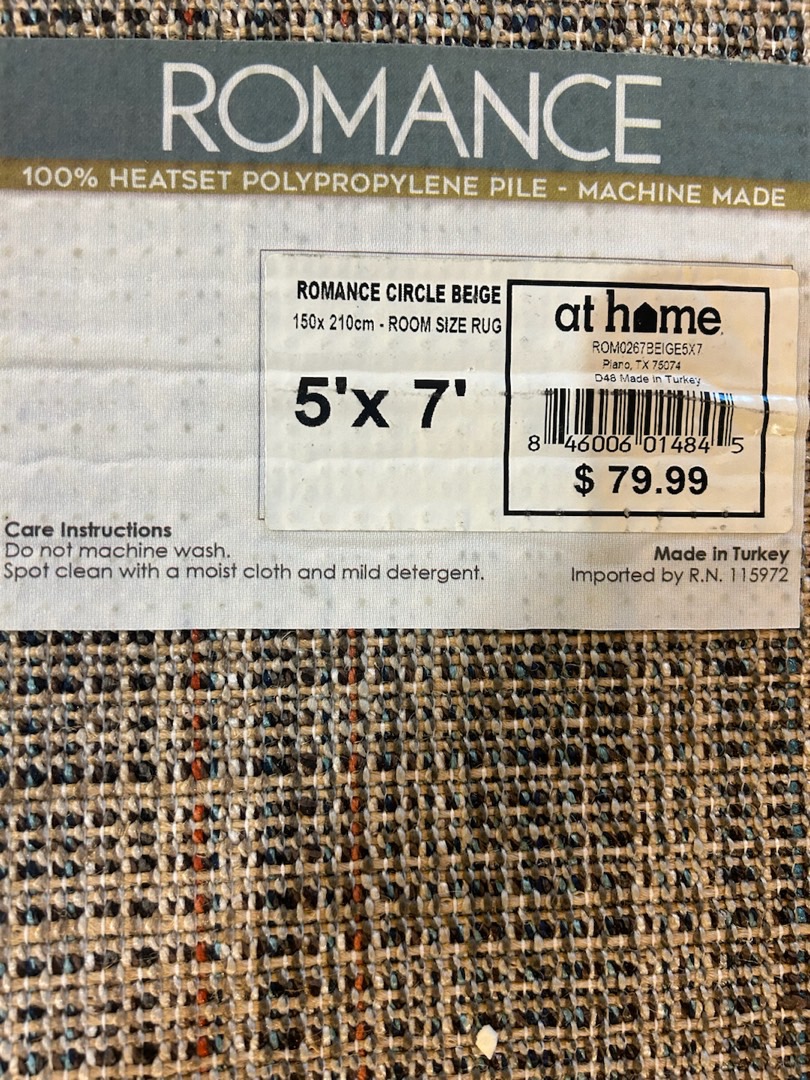 ROMANCE
100% HEATSET POLYPROPYLENE PILE - MACHINE MADE
ROMANCE CIRCLE BEIGE
150x 210cm - ROOM SIZE RUG
5'x 7'
at home
ROM0267BEIGE5X7
Plano, TX 75074
D48 Made in Turkey
8 46006 01484 5
$ 79.99
Care Instructions
Do not machine wash.
Spot clean with a moist cloth and mild detergent.
Made in Turkey
Imported by R.N. 115972